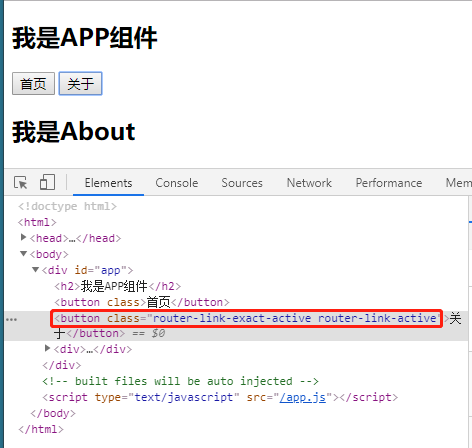 我是APP组件
首页 关于
我是About
Elements Console Sources Network Performance Mem
<!doctype html>
<html>
<head>…</head>
<body>
<div id="app">
<h2>我是APP组件</h2>
<button class>首页</button>
<button class="router-link-exact-active router-link-active">关
于</button> == $0
<div>…</div>
</div>
<!-- built files will be auto injected -->
<script type="text/javascript" src="/app.js"></script>
</body>
</html>